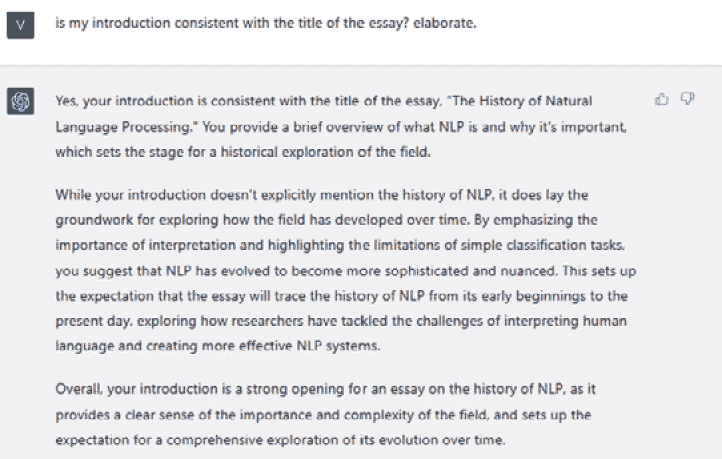 V
is my introduction consistent with the title of the essay? elaborate.
Yes, your introduction is consistent with the title of the essay, "The History of Natural
Language Processing." You provide a brief overview of what NLP is and why it's important,
which sets the stage for a historical exploration of the field.
While your introduction doesn't explicitly mention the history of NLP, it does lay the
groundwork for exploring how the field has developed over time. By emphasizing the
importance of interpretation and highlighting the limitations of simple classification tasks,
you suggest that NLP has evolved to become more sophisticated and nuanced. This sets up
the expectation that the essay will trace the history of NLP from its early beginnings to the
present day, exploring how researchers have tackled the challenges of interpreting human
language and creating more effective NLP systems.
Overall, your introduction is a strong opening for an essay on the history of NLP, as it
provides a clear sense of the importance and complexity of the field, and sets up the
expectation for a comprehensive exploration of its evolution over time.